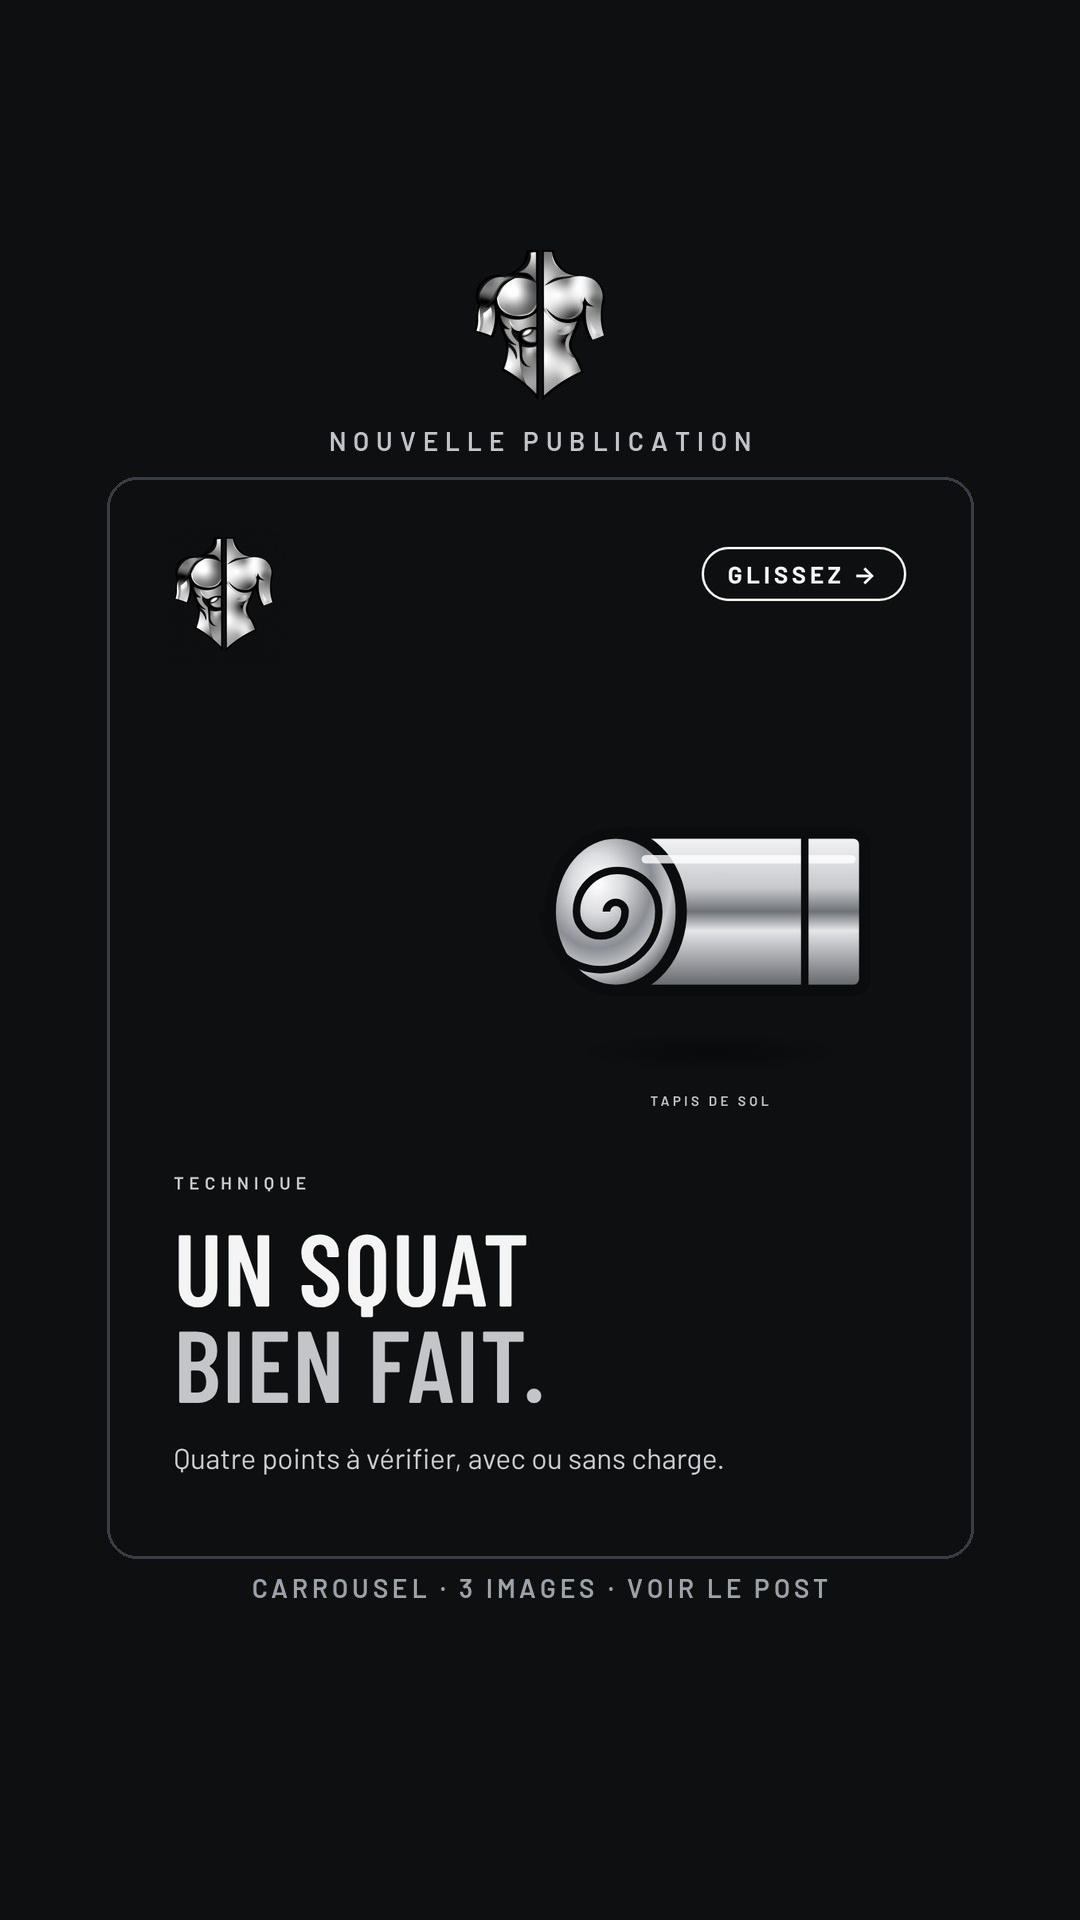 NOUVELLE PUBLICATION
GLISSEZ →
TAPIS DE SOL
TECHNIQUE
UN SQUAT
BIEN FAIT.
Quatre points à vérifier, avec ou sans charge.
CARROUSEL · 3 IMAGES · VOIR LE POST